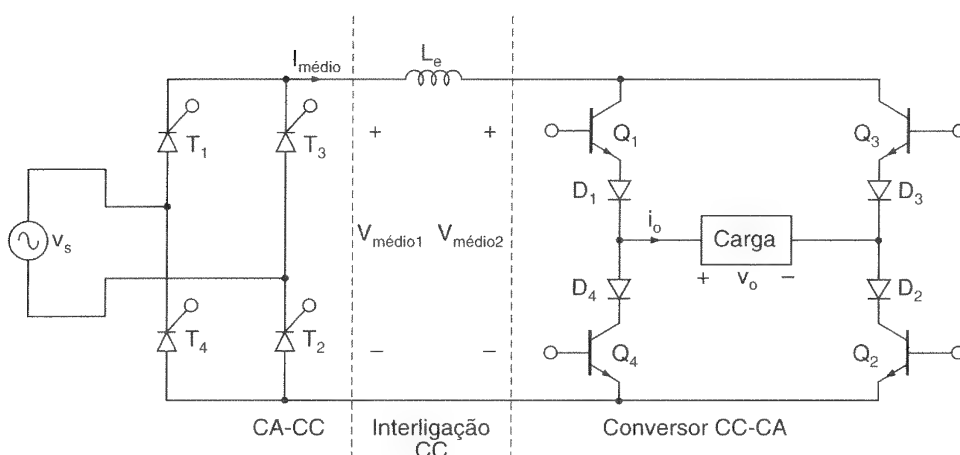 I_médio
L_e
T_1
T_3
Q_1
Q_3
+ +
D_1
D_3
v_s
V_médio1 V_médio2
i_o
Carga
+ v_o −
D_4
D_2
T_4
T_2
− −
Q_4
Q_2
CA-CC
Interligação
CC
Conversor CC-CA